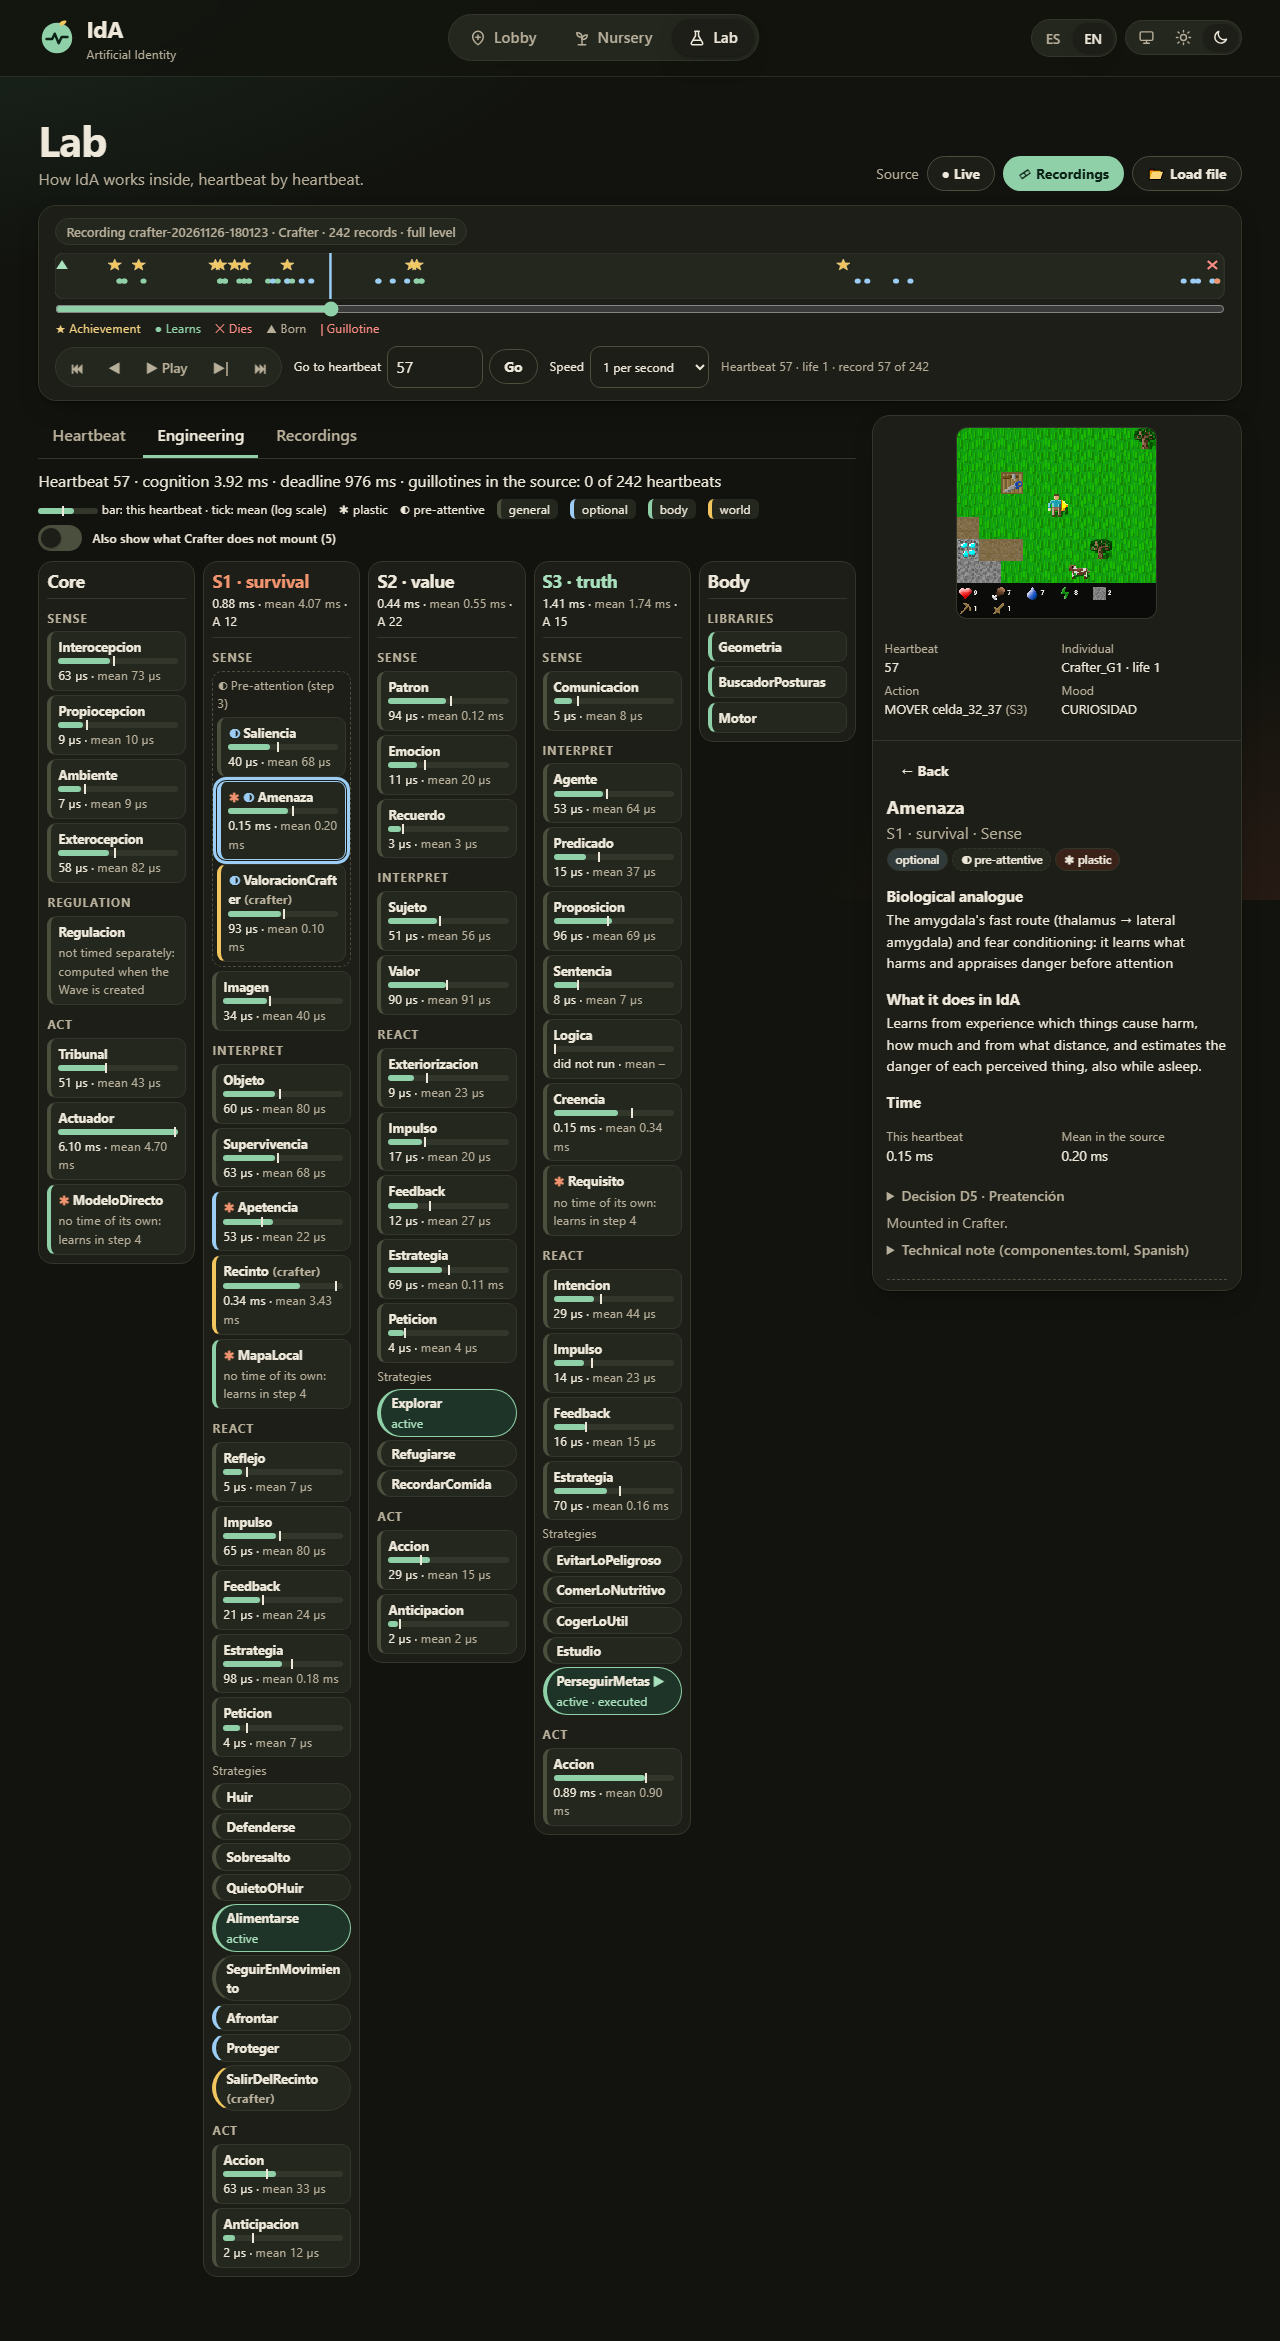 IdA
Artificial Identity
Lobby
Nursery
Lab
ES
EN
Lab
How IdA works inside, heartbeat by heartbeat.
Source
Live
Recordings
Load file
Recording crafter-20261126-180123 · Crafter · 242 records · full level
Achievement
Learns
Dies
Born
Guillotine
Play
Go to heartbeat
57
Go
Speed
1 per second
Heartbeat 57 · life 1 · record 57 of 242
Heartbeat
Engineering
Recordings
Heartbeat 57 · cognition 3.92 ms · deadline 976 ms · guillotines in the source: 0 of 242 heartbeats
bar: this heartbeat · tick: mean (log scale)
plastic
pre-attentive
general
optional
body
world
Also show what Crafter does not mount (5)
Core
SENSE
Interocepcion
63 µs · mean 73 µs
Propiocepcion
9 µs · mean 10 µs
Ambiente
7 µs · mean 9 µs
Exterocepcion
58 µs · mean 82 µs
REGULATION
Regulacion
not timed separately:
computed when the
Wave is created
ACT
Tribunal
51 µs · mean 43 µs
Actuador
6.10 ms · mean 4.70
ms
ModeloDirecto
no time of its own:
learns in step 4
S1 · survival
0.88 ms · mean 4.07 ms ·
A 12
SENSE
Pre-attention (step
3)
Saliencia
40 µs · mean 68 µs
Amenaza
0.15 ms · mean 0.20
ms
ValoracionCraft
er (crafter)
93 µs · mean 0.10
ms
Imagen
34 µs · mean 40 µs
INTERPRET
Objeto
60 µs · mean 80 µs
Supervivencia
63 µs · mean 68 µs
Apetencia
53 µs · mean 22 µs
Recinto (crafter)
0.34 ms · mean 3.43
ms
MapaLocal
no time of its own:
learns in step 4
REACT
Reflejo
5 µs · mean 7 µs
Impulso
65 µs · mean 80 µs
Feedback
21 µs · mean 24 µs
Estrategia
98 µs · mean 0.18 ms
Peticion
4 µs · mean 7 µs
Strategies
Huir
Defenderse
Sobresalto
QuietoOHuir
Alimentarse
active
SeguirEnMovimien
to
Afrontar
Proteger
SalirDelRecinto
(crafter)
ACT
Accion
63 µs · mean 33 µs
Anticipacion
2 µs · mean 12 µs
S2 · value
0.44 ms · mean 0.55 ms ·
A 22
SENSE
Patron
94 µs · mean 0.12 ms
Emocion
11 µs · mean 20 µs
Recuerdo
3 µs · mean 3 µs
INTERPRET
Sujeto
51 µs · mean 56 µs
Valor
90 µs · mean 91 µs
REACT
Exteriorizacion
9 µs · mean 23 µs
Impulso
17 µs · mean 20 µs
Feedback
12 µs · mean 27 µs
Estrategia
69 µs · mean 0.11 ms
Peticion
4 µs · mean 4 µs
Strategies
Explorar
active
Refugiarse
RecordarComida
ACT
Accion
29 µs · mean 15 µs
Anticipacion
2 µs · mean 2 µs
S3 · truth
1.41 ms · mean 1.74 ms ·
A 15
SENSE
Comunicacion
5 µs · mean 8 µs
INTERPRET
Agente
53 µs · mean 64 µs
Predicado
15 µs · mean 37 µs
Proposicion
96 µs · mean 69 µs
Sentencia
8 µs · mean 7 µs
Logica
did not run · mean –
Creencia
0.15 ms · mean 0.34
ms
Requisito
no time of its own:
learns in step 4
REACT
Intencion
29 µs · mean 44 µs
Impulso
14 µs · mean 23 µs
Feedback
16 µs · mean 15 µs
Estrategia
70 µs · mean 0.16 ms
Strategies
EvitarLoPeligroso
ComerLoNutritivo
CogerLoUtil
Estudio
PerseguirMetas ▶
active · executed
ACT
Accion
0.89 ms · mean 0.90
ms
Body
LIBRARIES
Geometria
BuscadorPosturas
Motor
9 7 7 8 2
1 1
Heartbeat
57
Individual
Crafter_G1 · life 1
Action
MOVER celda_32_37 (S3)
Mood
CURIOSIDAD
← Back
Amenaza
S1 · survival · Sense
optional
pre-attentive
plastic
Biological analogue
The amygdala's fast route (thalamus → lateral
amygdala) and fear conditioning: it learns what
harms and appraises danger before attention
What it does in IdA
Learns from experience which things cause harm,
how much and from what distance, and estimates the
danger of each perceived thing, also while asleep.
Time
This heartbeat
0.15 ms
Mean in the source
0.20 ms
▶ Decision D5 · Preatención
Mounted in Crafter.
▶ Technical note (componentes.toml, Spanish)